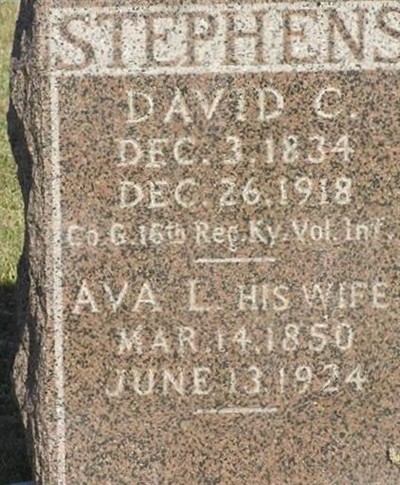 STEPHENS
DAVID C.
DEC. 3. 1834
DEC. 26. 1918
Co. G. 16th Reg. Ky. Vol. Inf.
AVA L. HIS WIFE
MAR. 14. 1850
JUNE 13. 1924